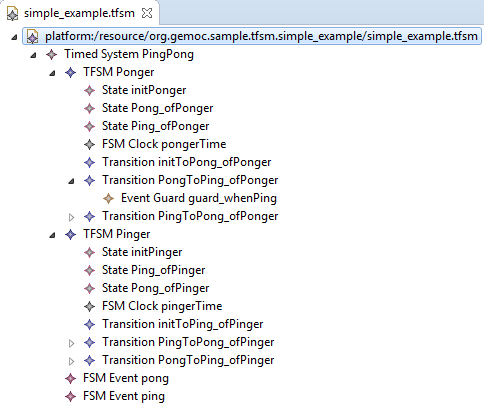 simple_example.tfsm
platform:/resource/org.gemoc.sample.tfsm.simple_example/simple_example.tfsm
Timed System PingPong
TFSM Ponger
State initPonger
State Pong_ofPonger
State Ping_ofPonger
FSM Clock pongerTime
Transition initToPong_ofPonger
Transition PongToPing_ofPonger
Event Guard guard_whenPing
Transition PingToPong_ofPonger
TFSM Pinger
State initPinger
State Ping_ofPinger
State Pong_ofPinger
FSM Clock pingerTime
Transition initToPing_ofPinger
Transition PingToPong_ofPinger
Transition PongToPing_ofPinger
FSM Event pong
FSM Event ping